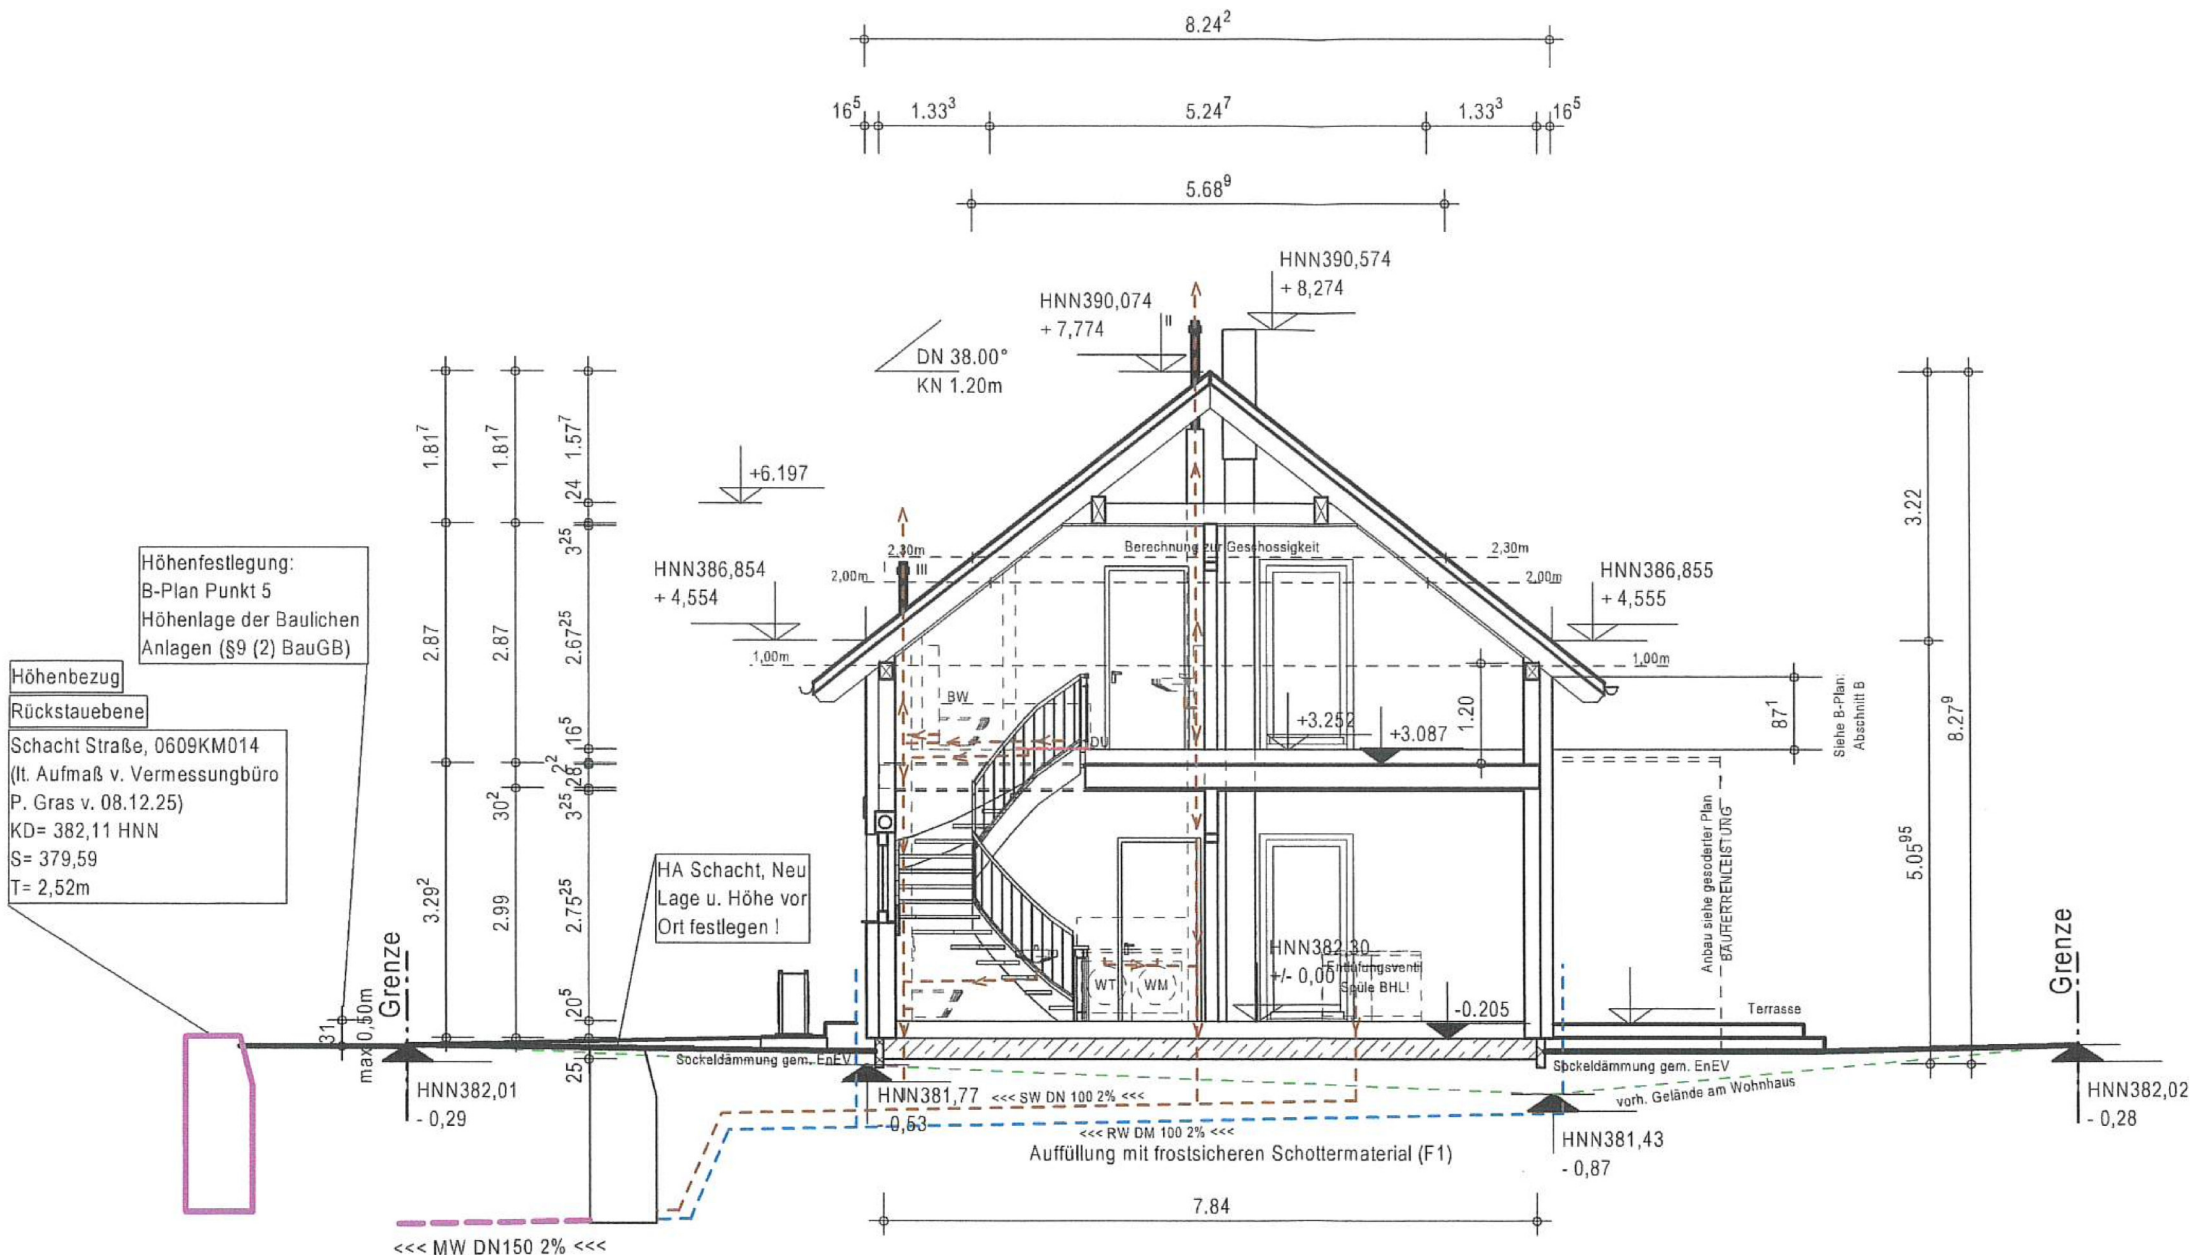 8.24²
16⁵ 1.33³ 5.24⁷ 1.33³ 16⁵
5.68⁹
HNN390,574
+ 8,274
HNN390,074
+ 7,774
II
DN 38.00°
KN 1.20m
1.81⁷
1.81⁷
1.57⁷
24
3²⁵
2.87
2.87
2.67²⁵
16⁵
2²
28
3²⁵
30²
3.29²
2.99
2.75²⁵
20⁵
25
31
max. 0,50m
+6.197
HNN386,854
+ 4,554
2,30m
Berechnung zur Geschossigkeit
2,30m
III
2,00m
2,00m
HNN386,855
+ 4,555
1,00m
1,00m
BW
DU
+3.252
+3.087
1.20
87¹
Siehe B-Plan:
Abschnitt B
3.22
5.05⁹⁵
8.27⁹
Höhenfestlegung:
B-Plan Punkt 5
Höhenlage der Baulichen
Anlagen (§9 (2) BauGB)
Höhenbezug
Rückstauebene
Schacht Straße, 0609KM014
(lt. Aufmaß v. Vermessungbüro
P. Gras v. 08.12.25)
KD= 382,11 HNN
S= 379,59
T= 2,52m
HA Schacht, Neu
Lage u. Höhe vor
Ort festlegen !
Grenze
Grenze
Anbau siehe gesoderter Plan
BAUHERRENLEISTUNG
HNN382,30
+/- 0,00
Spüle BHL!
WT
WM
-0.205
Terrasse
Sockeldämmung gem. EnEV
Sockeldämmung gem. EnEV
vorh. Gelände am Wohnhaus
HNN382,01
- 0,29
HNN381,77
- 0,53
<<< SW DN 100 2% <<<
<<< RW DM 100 2% <<<
Auffüllung mit frostsicheren Schottermaterial (F1)
HNN381,43
- 0,87
HNN382,02
- 0,28
7.84
<<< MW DN150 2% <<<